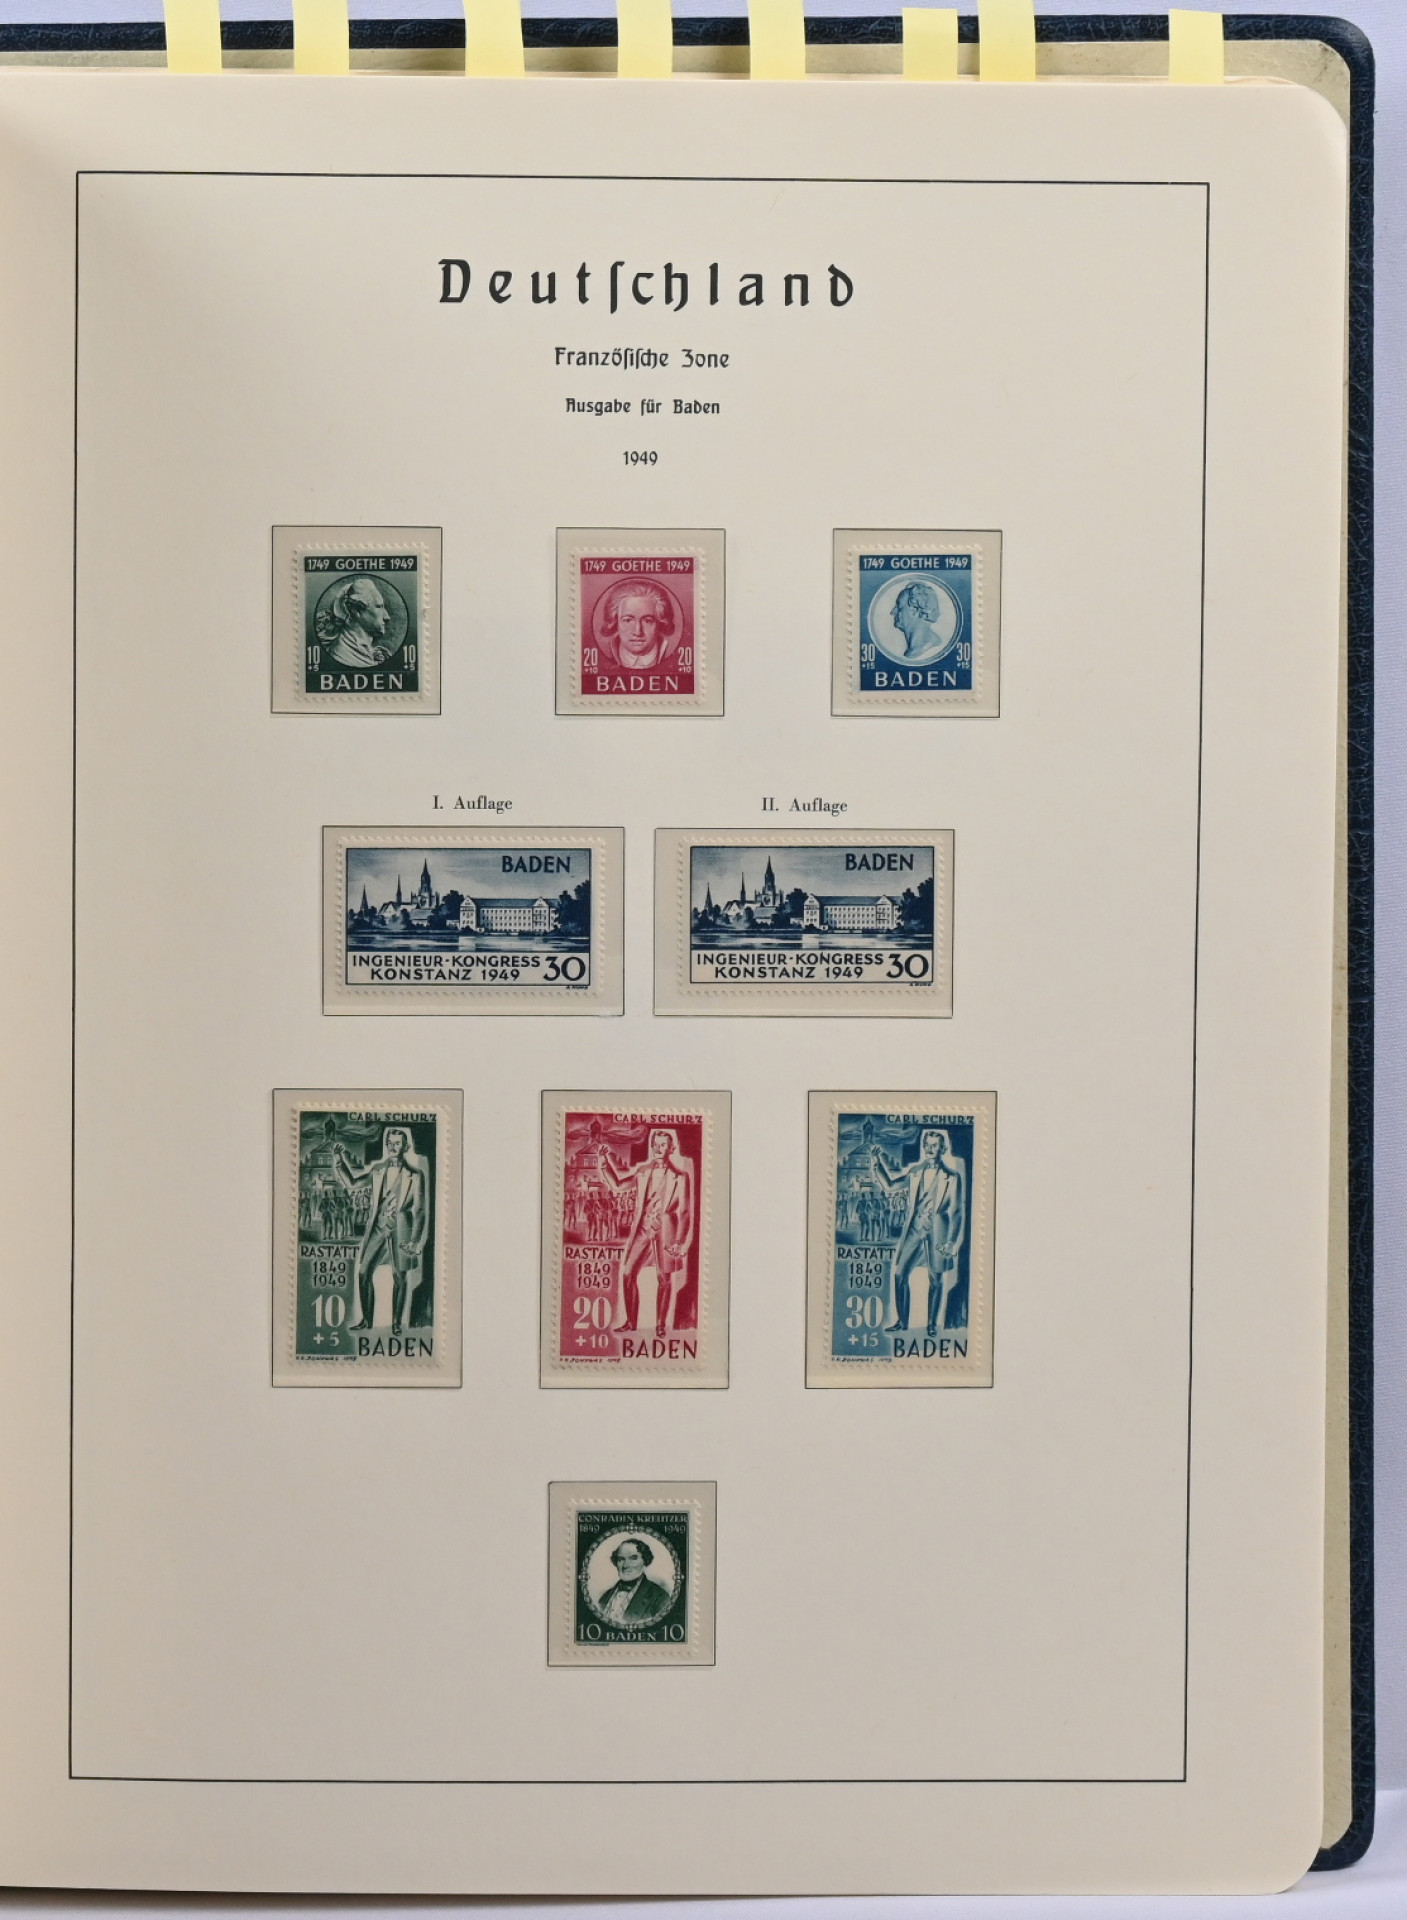 Deutſchland
Franzöſiſche Zone
Ausgabe für Baden
1949
1749 GOETHE 1949
10 10
+5 +5
BADEN
1749 GOETHE 1949
20 20
+10 +10
BADEN
1749 GOETHE 1949
30 30
+15 +15
BADEN
I. Auflage
II. Auflage
BADEN
INGENIEUR-KONGRESS
KONSTANZ 1949 30
BADEN
INGENIEUR-KONGRESS
KONSTANZ 1949 30
CARL SCHURZ
RASTATT
1849
1949
10
+5 BADEN
CARL SCHURZ
RASTATT
1849
1949
20
+10 BADEN
CARL SCHURZ
RASTATT
1849
1949
30
+15 BADEN
CONRADIN KREUTZER
1849 1949
10 BADEN 10